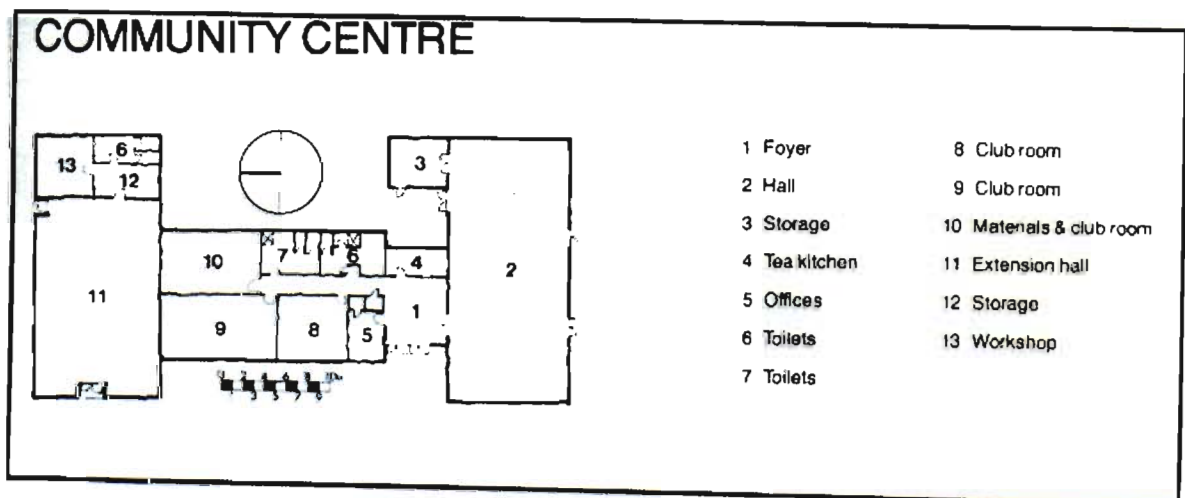 COMMUNITY CENTRE
13
6
12
3
10
7
6
4
2
11
9
8
5
1
1 Foyer
2 Hall
3 Storage
4 Tea kitchen
5 Offices
6 Toilets
7 Toilets
8 Club room
9 Club room
10 Materials & club room
11 Extension hall
12 Storage
13 Workshop